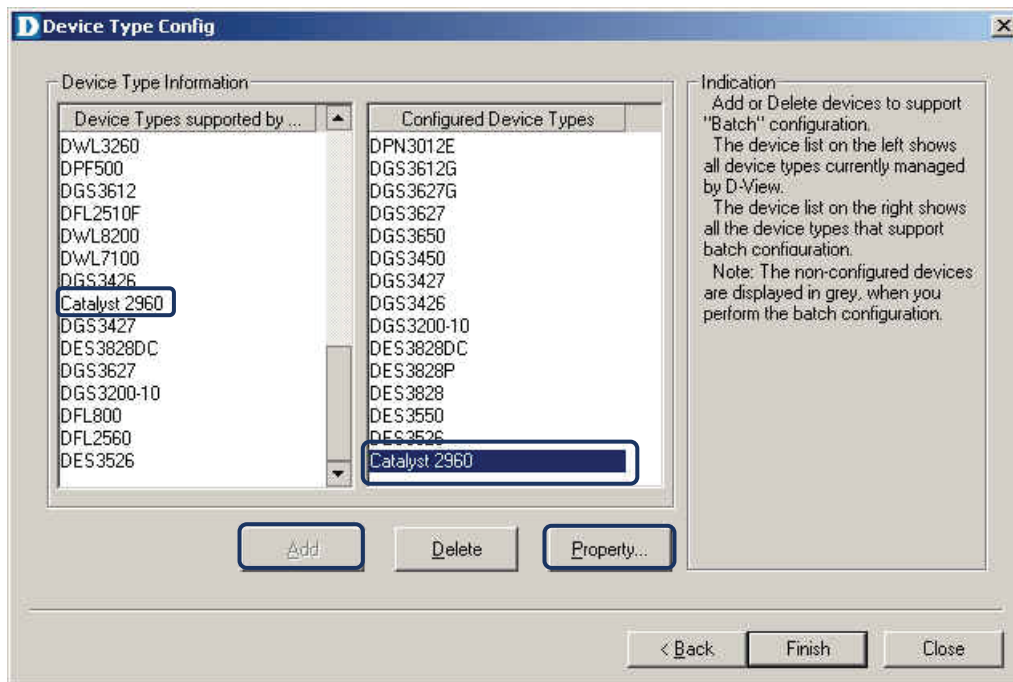 Device Type Config
Device Type Information
Device Types supported by ...
DWL3260
DPF500
DGS3612
DFL2510F
DWL8200
DWL7100
DGS3426
Catalyst 2960
DGS3427
DES3828DC
DGS3627
DGS3200-10
DFL800
DFL2560
DES3526
Configured Device Types
DPN3012E
DGS3612G
DGS3627G
DGS3627
DGS3650
DGS3450
DGS3427
DGS3426
DGS3200-10
DES3828DC
DES3828P
DES3828
DES3550
DES3526
Catalyst 2960
Indication
Add or Delete devices to support
"Batch" configuration.
The device list on the left shows
all device types currently managed
by D-View.
The device list on the right shows
all the device types that support
batch configuration.
Note: The non-configured devices
are displayed in grey, when you
perform the batch configuration.
Add
Delete
Property...
< Back
Finish
Close